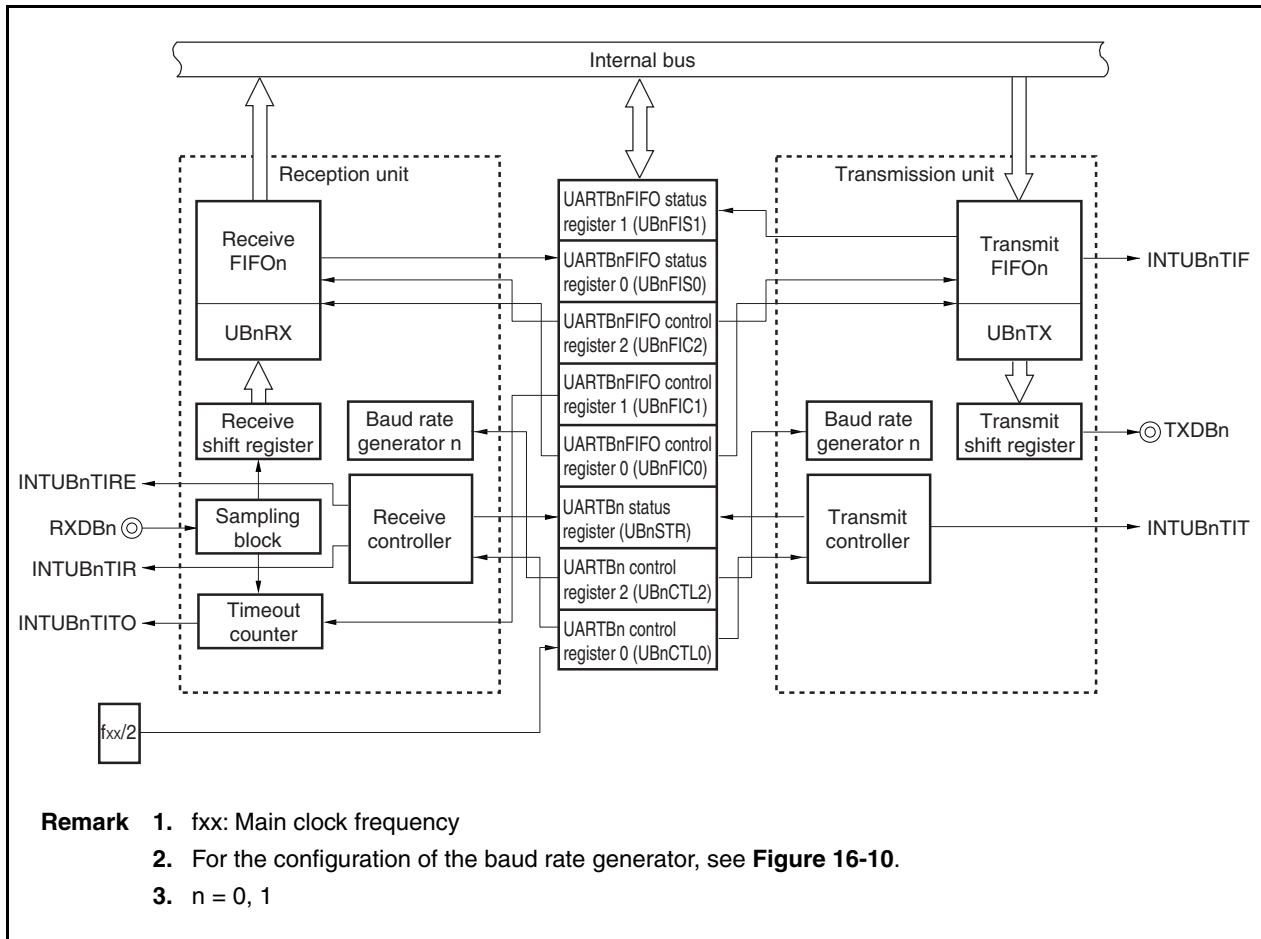 Internal bus
Reception unit
Receive
FIFOn
UBnRX
Receive
shift register
Baud rate
generator n
INTUBnTIRE
RXDBn
Sampling
block
Receive
controller
INTUBnTIR
INTUBnTITO
Timeout
counter
fxx/2
UARTBnFIFO status
register 1 (UBnFIS1)
UARTBnFIFO status
register 0 (UBnFIS0)
UARTBnFIFO control
register 2 (UBnFIC2)
UARTBnFIFO control
register 1 (UBnFIC1)
UARTBnFIFO control
register 0 (UBnFIC0)
UARTBn status
register (UBnSTR)
UARTBn control
register 2 (UBnCTL2)
UARTBn control
register 0 (UBnCTL0)
Transmission unit
Transmit
FIFOn
UBnTX
INTUBnTIF
Baud rate
generator n
Transmit
shift register
TXDBn
Transmit
controller
INTUBnTIT
Remark 1. fxx: Main clock frequency
2. For the configuration of the baud rate generator, see Figure 16-10.
3. n = 0, 1